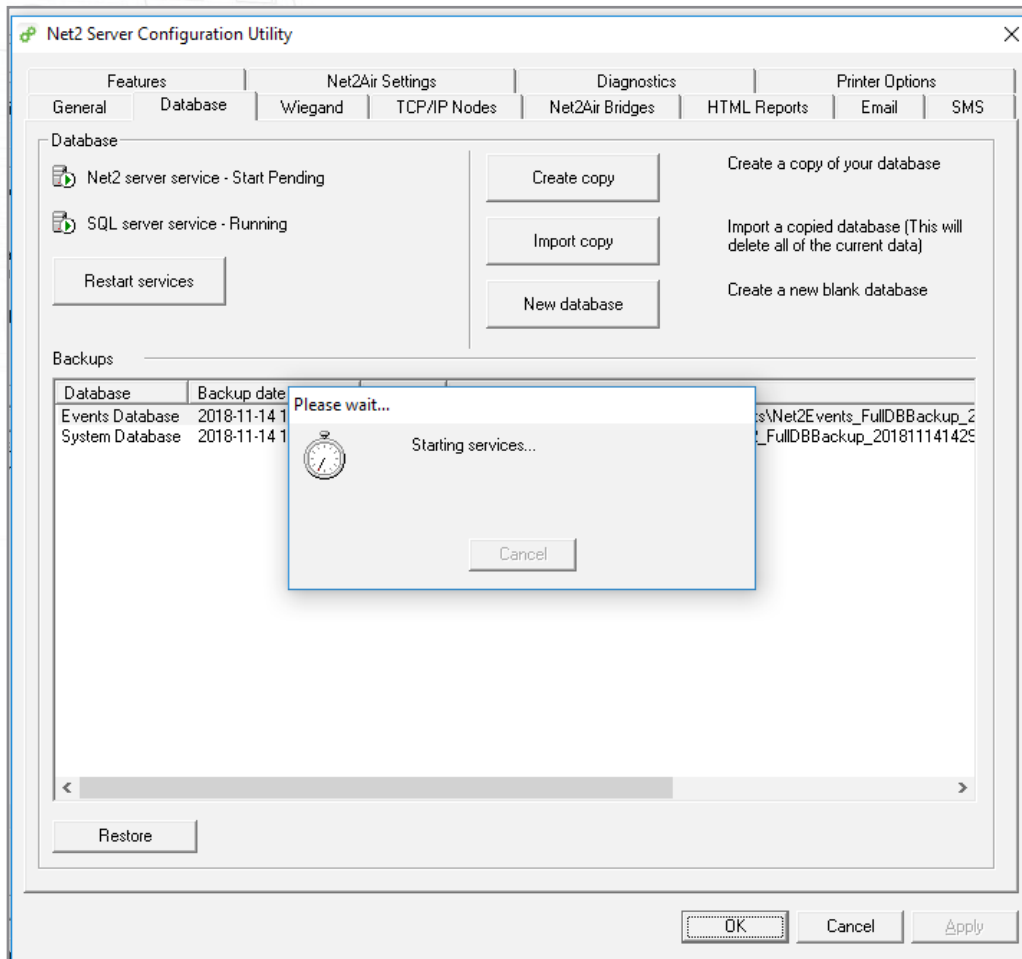 Net2 Server Configuration Utility
Features Net2Air Settings Diagnostics Printer Options
General Database Wiegand TCP/IP Nodes Net2Air Bridges HTML Reports Email SMS
Database
Net2 server service - Start Pending
SQL server service - Running
Restart services
Create copy
Create a copy of your database
Import copy
Import a copied database (This will
delete all of the current data)
New database
Create a new blank database
Backups
Database Backup date
Events Database 2018-11-14 1 s\Net2Events_FullDBBackup_2
System Database 2018-11-14 1 2_FullDBBackup_20181114142
Please wait...
Starting services...
Cancel
Restore
OK Cancel Apply